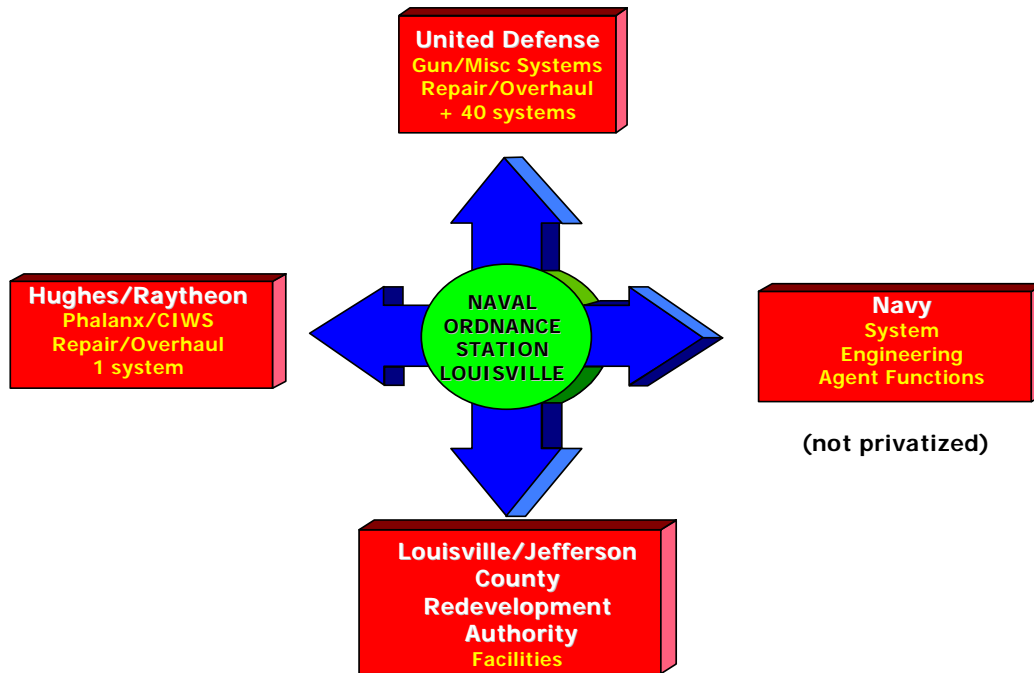 United Defense
Gun/Misc Systems
Repair/Overhaul
+ 40 systems
Hughes/Raytheon
Phalanx/CIWS
Repair/Overhaul
1 system
NAVAL
ORDNANCE
STATION
LOUISVILLE
Navy
System
Engineering
Agent Functions
(not privatized)
Louisville/Jefferson
County
Redevelopment
Authority
Facilities